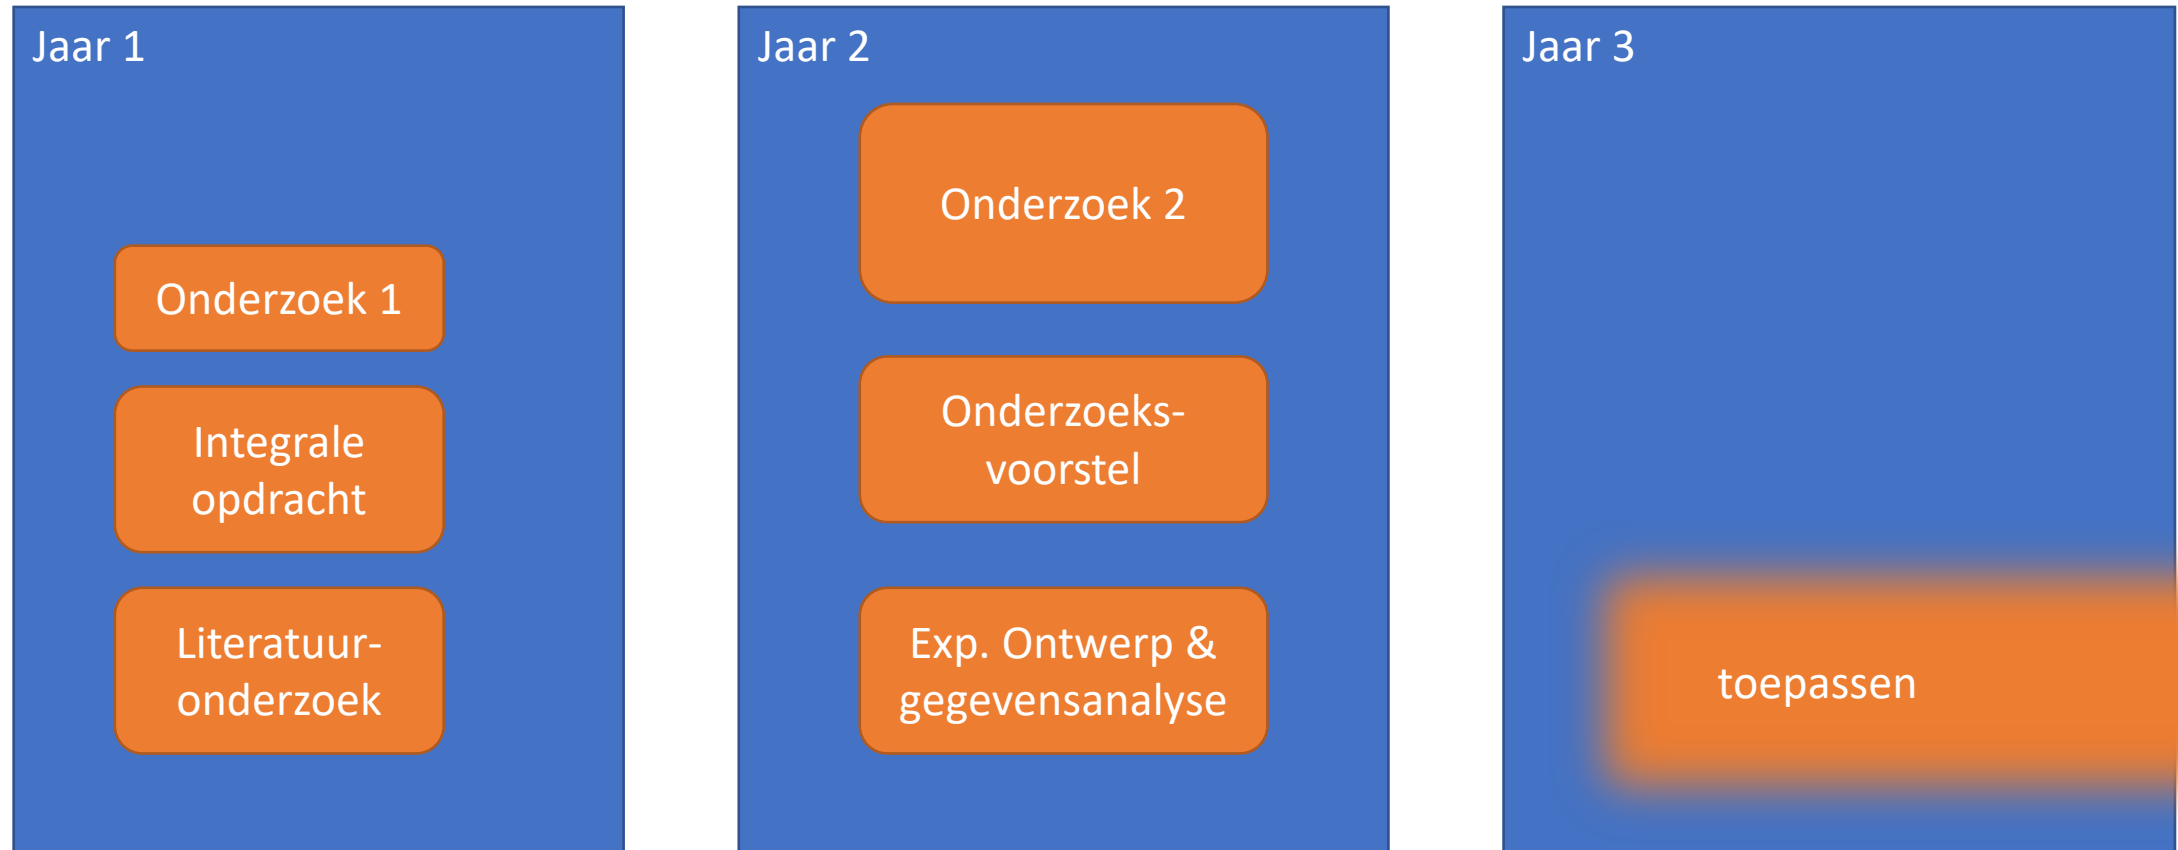 Jaar 1
Onderzoek 1
Integrale
opdracht
Literatuur-
onderzoek
Jaar 2
Onderzoek 2
Onderzoeks-
voorstel
Exp. Ontwerp &
gegevensanalyse
Jaar 3
toepassen